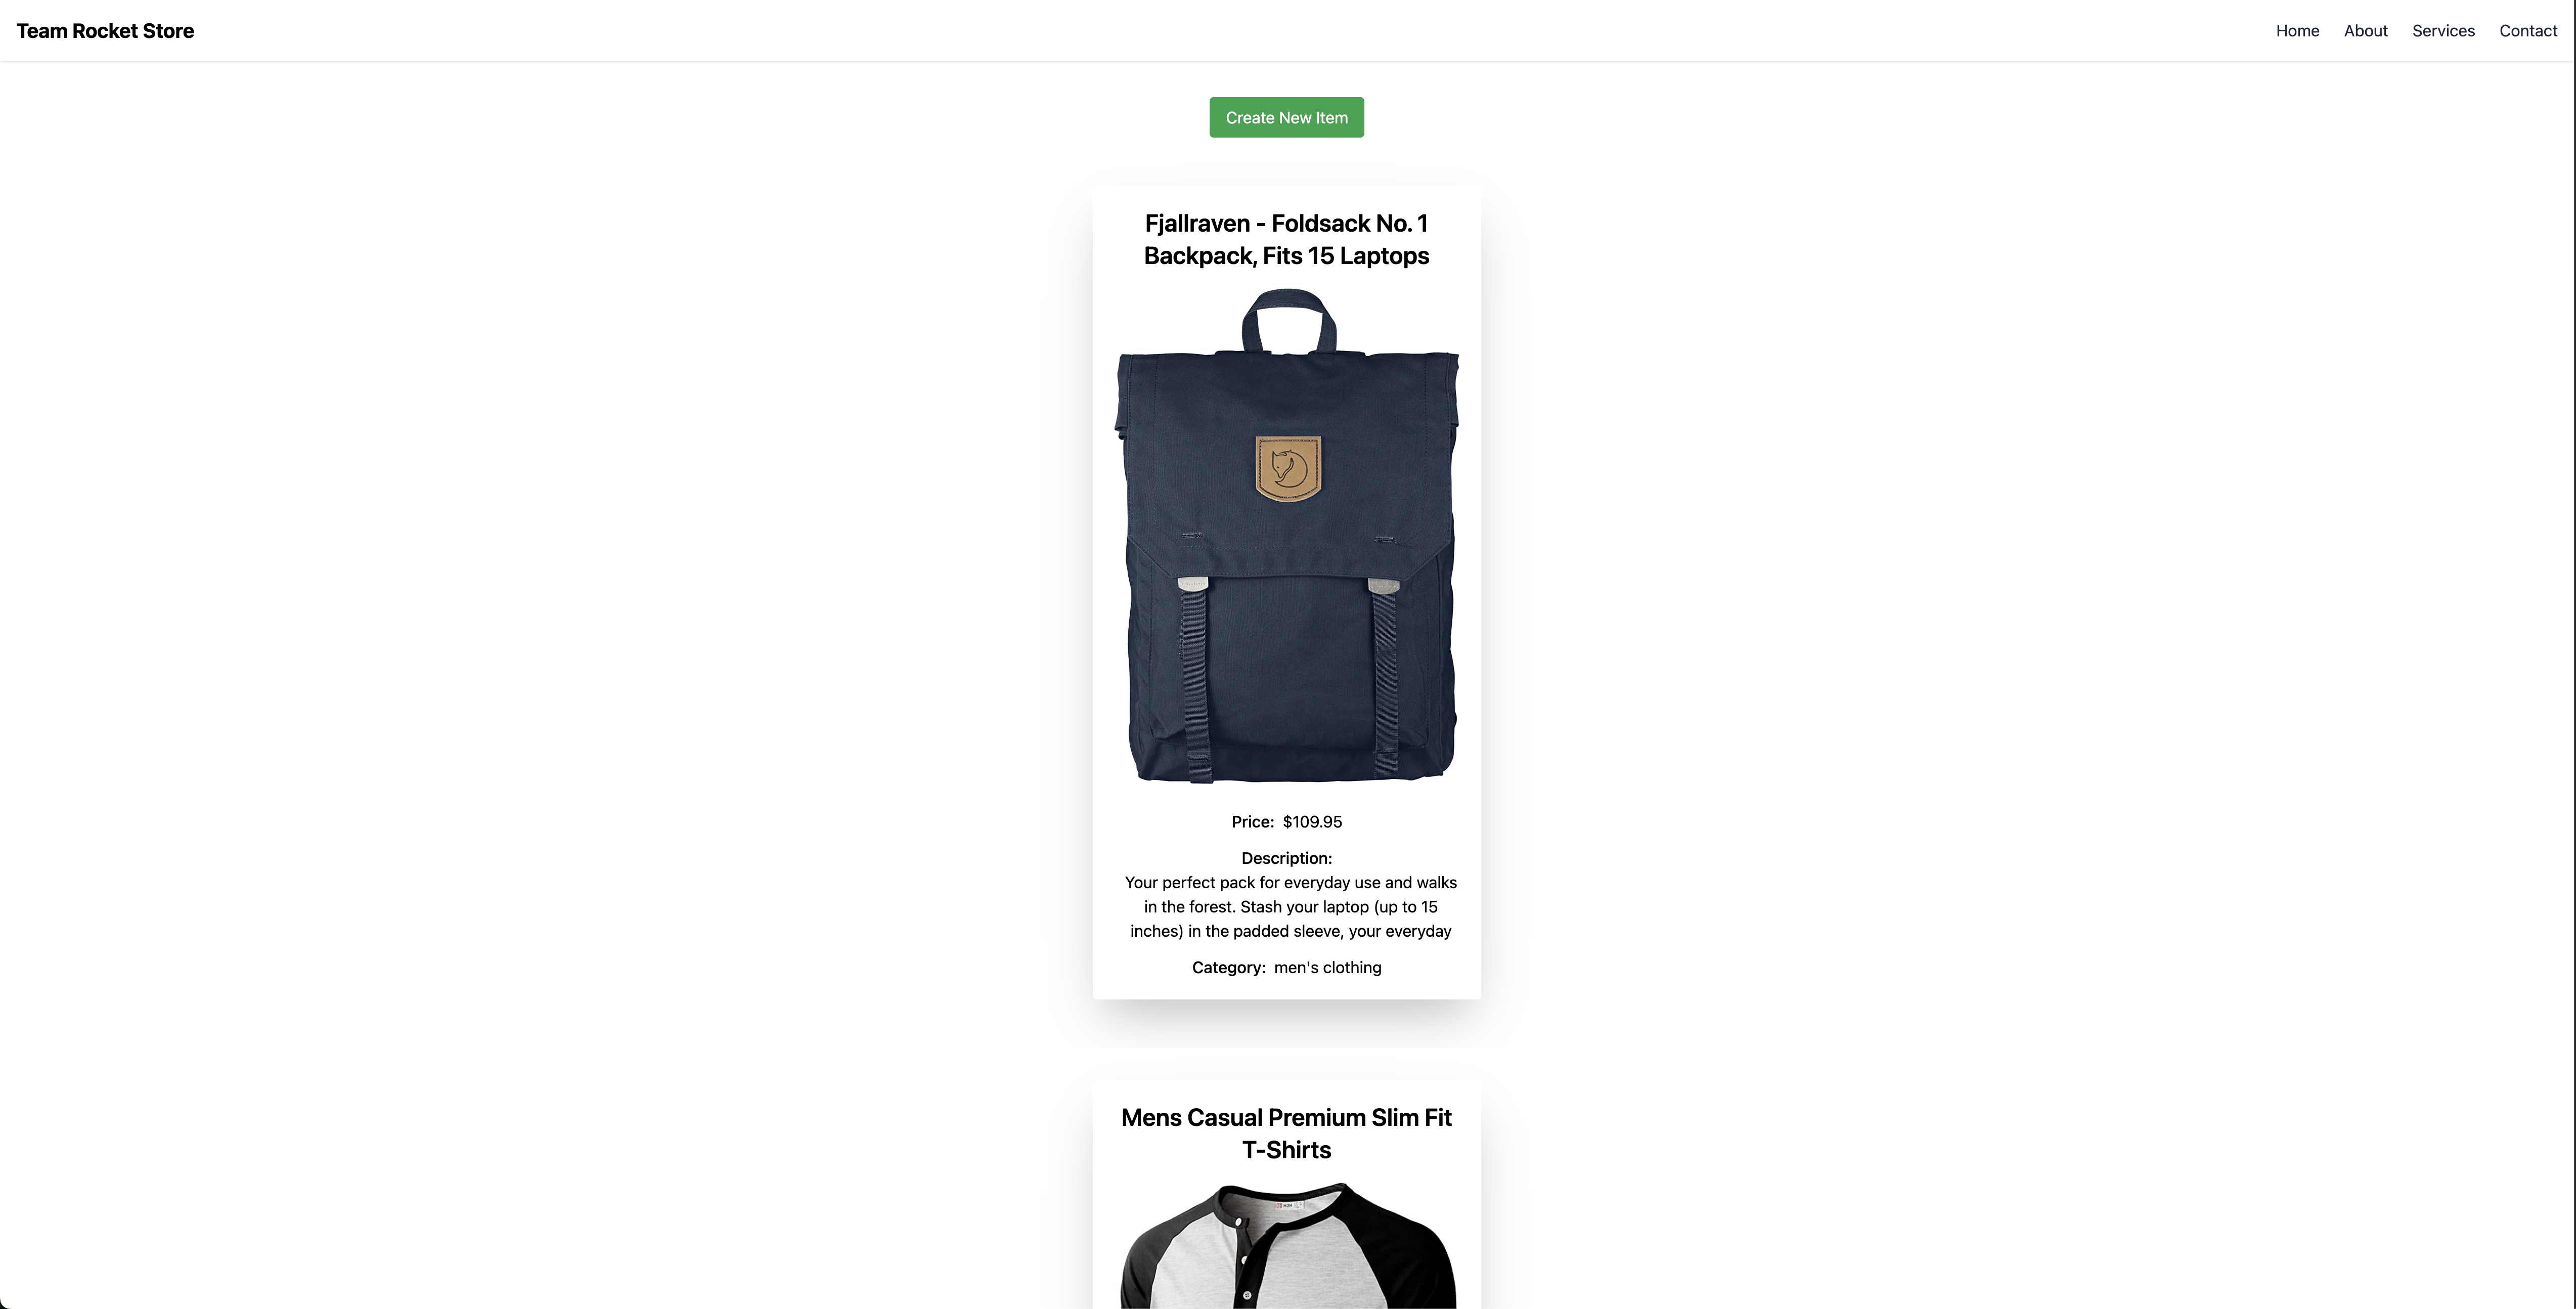 Team Rocket Store
Home About Services Contact
Create New Item
Fjallraven - Foldsack No. 1
Backpack, Fits 15 Laptops
Price: $109.95
Description:
Your perfect pack for everyday use and walks
in the forest. Stash your laptop (up to 15
inches) in the padded sleeve, your everyday
Category: men's clothing
Mens Casual Premium Slim Fit
T-Shirts